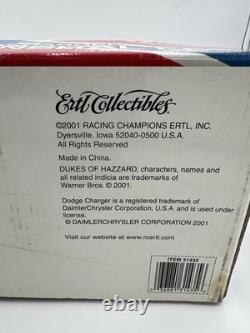 Ertl Collectibles®
©2001 RACING CHAMPIONS ERTL, INC.
Dyersville, Iowa 52040-0500 U.S.A.
All Rights Reserved
Made in China.
DUKES OF HAZZARD, characters, names and
all related indicia are trademarks of
Warner Bros. © 2001.
Dodge Charger is a registered trademark of
DaimlerChrysler Corporation, U.S.A. and is used under
license.
© DAIMLERCHRYSLER CORPORATION 2001
Visit our website at www.rcertl.com